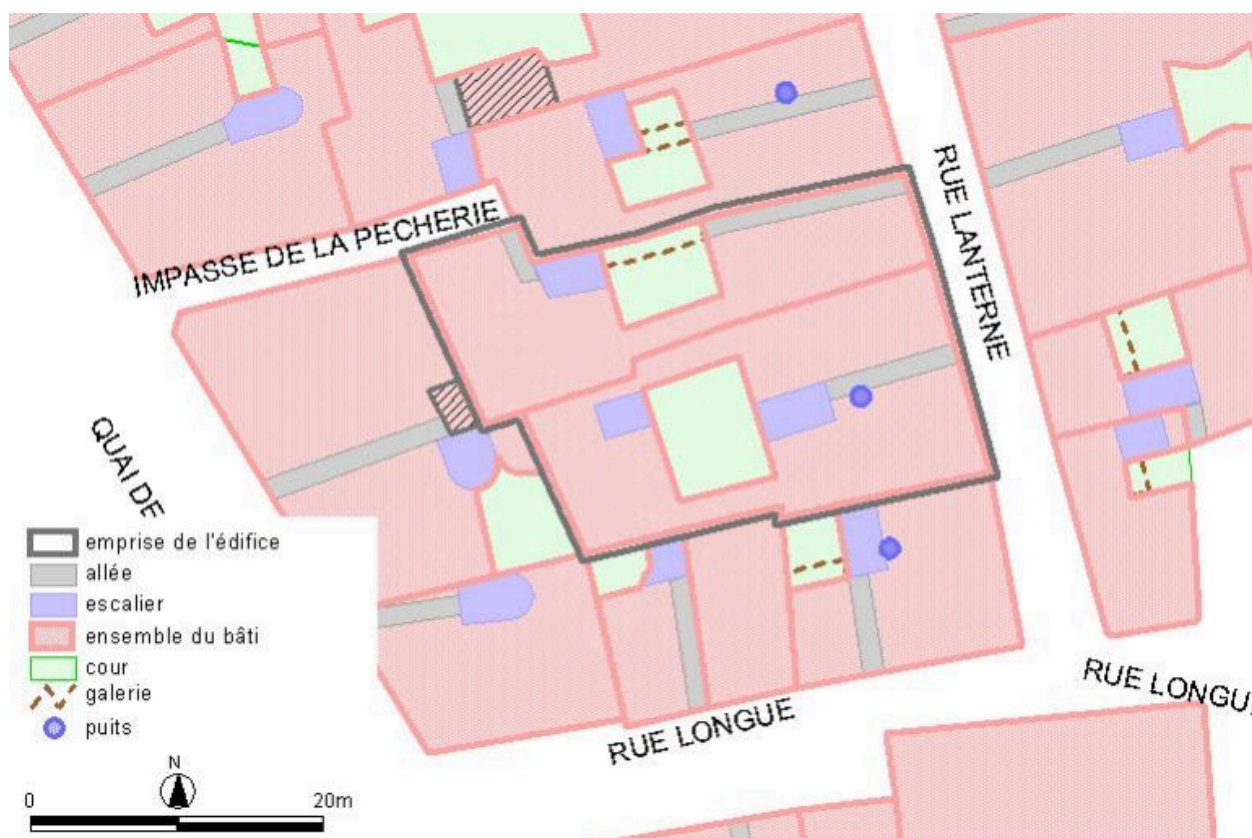 RUE LANTERNE
IMPASSE DE LA PECHERIE
QUAI DE
emprise de l'édifice
allée
escalier
ensemble du bâti
cour
galerie
puits
N
0 20m
RUE LONGUE
RUE LONGU